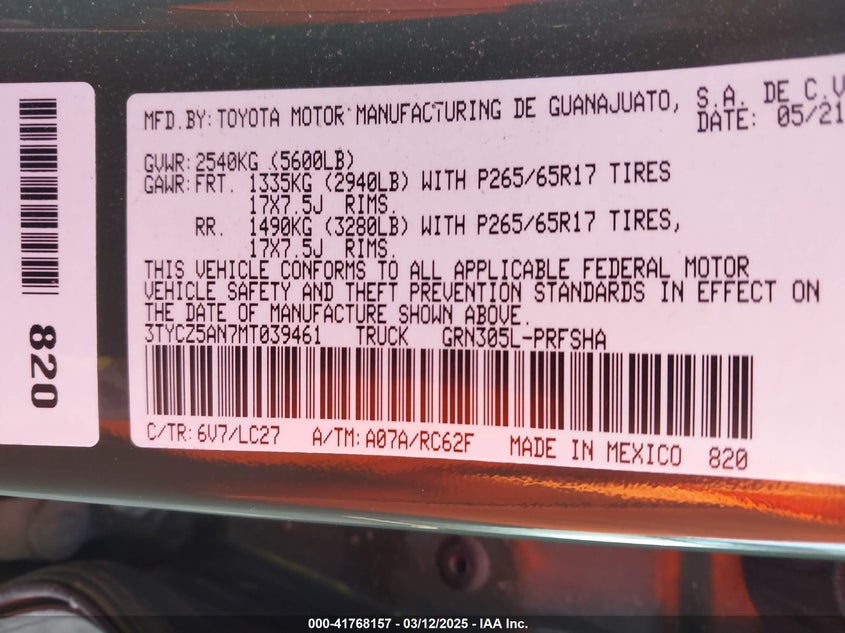 MFD.BY: TOYOTA MOTOR MANUFACTURING DE GUANAJUATO, S.A. DE C.V
DATE: 05/21
GVWR: 2540KG (5600LB)
GAWR: FRT. 1335KG (2940LB) WITH P265/65R17 TIRES
17X7.5J RIMS.
RR. 1490KG (3280LB) WITH P265/65R17 TIRES,
17X7.5J RIMS.
THIS VEHICLE CONFORMS TO ALL APPLICABLE FEDERAL MOTOR
VEHICLE SAFETY AND THEFT PREVENTION STANDARDS IN EFFECT ON
THE DATE OF MANUFACTURE SHOWN ABOVE.
3TYCZ5AN7MT039461 TRUCK GRN305L-PRFSHA
C/TR: 6V7/LC27 A/TM: A07A/RC62F MADE IN MEXICO 820
820
000-41768157 - 03/12/2025 - IAA Inc.